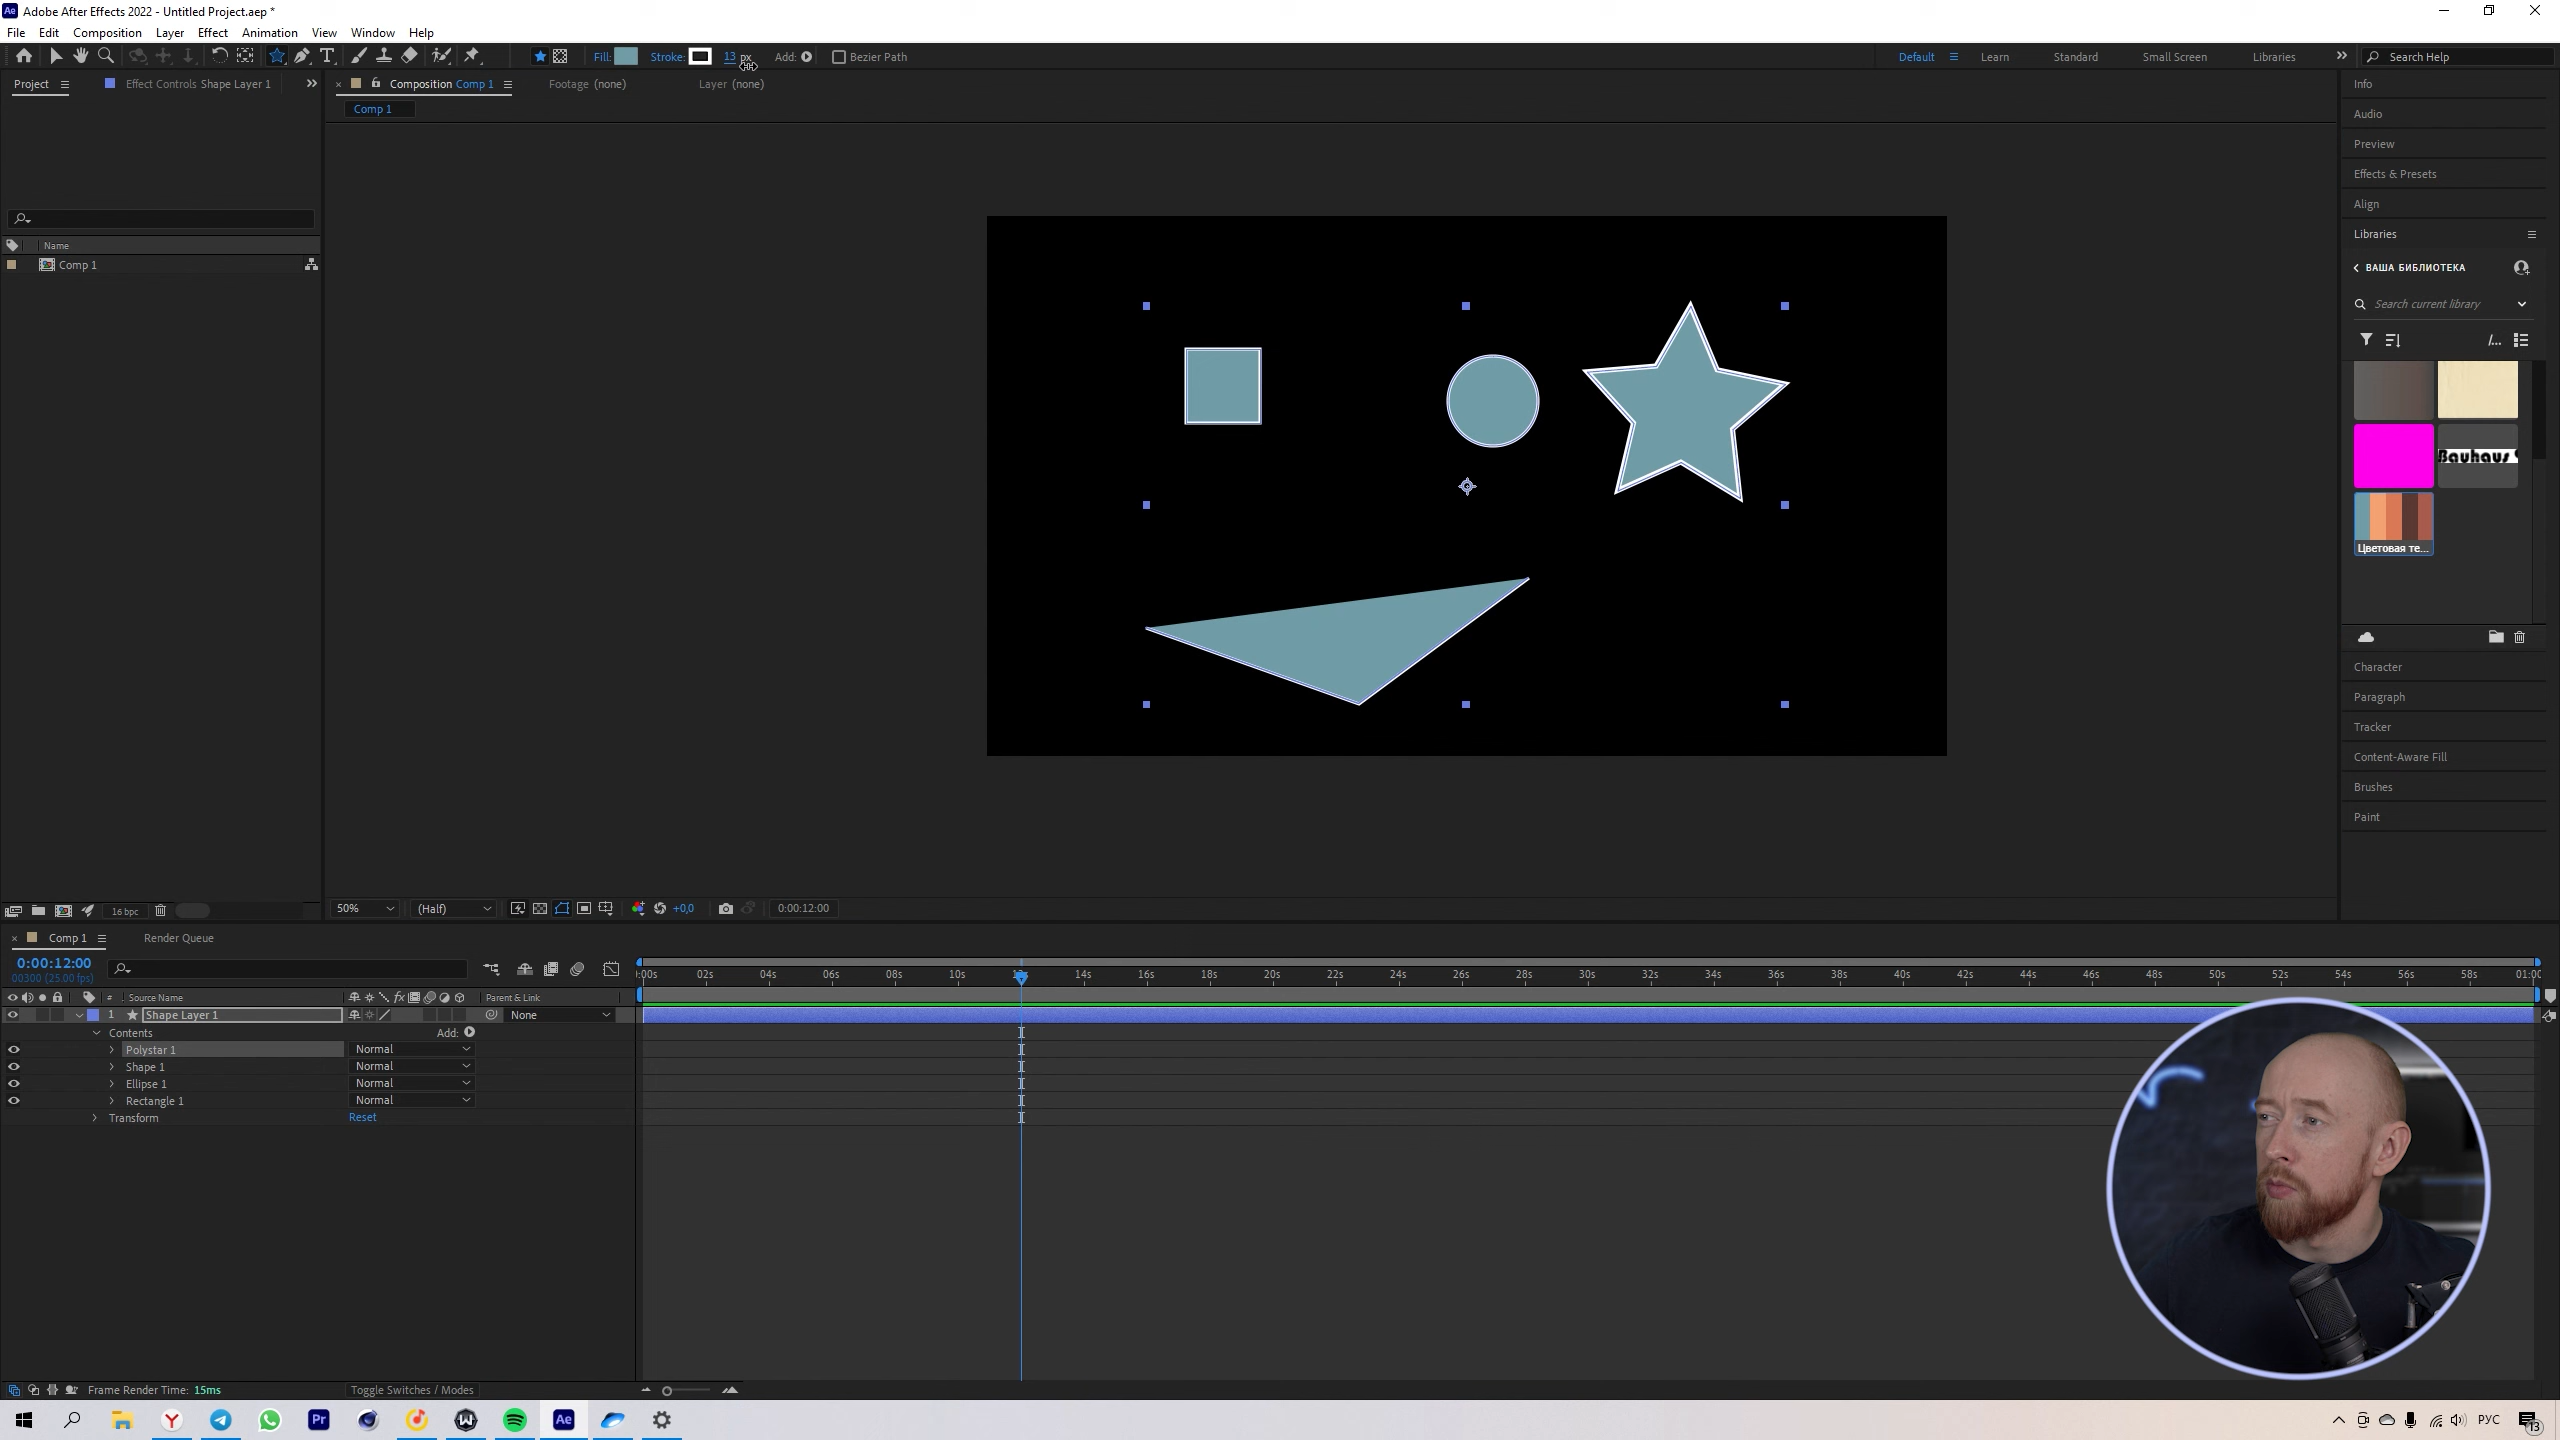 Adobe After Effects 2022 - Untitled Project.aep *
File Edit Composition Layer Effect Animation View Window Help
Fill: Stroke: 13 px Add: Bezier Path
Default Learn Standard Small Screen Libraries Search Help
Project Effect Controls Shape Layer 1
Composition Comp 1 Footage (none) Layer (none)
Comp 1
Name
Comp 1
16 bpc
50% (Half) +0,0 0:00:12:00
Info
Audio
Preview
Effects & Presets
Align
Libraries
ВАША БИБЛИОТЕКА
Search current library
/...
Bauhaus 9
Цветовая те...
Character
Paragraph
Tracker
Content-Aware Fill
Brushes
Paint
Comp 1 Render Queue
0:00:12:00
00300 (25.00 fps)
# Source Name Parent & Link
1 Shape Layer 1 None
Contents Add:
Polystar 1 Normal
Shape 1 Normal
Ellipse 1 Normal
Rectangle 1 Normal
Transform Reset
:00s 02s 04s 06s 08s 10s 14s 16s 18s 20s 22s 24s 26s 28s 30s 32s 34s 36s 38s 40s 42s 44s 46s 48s 50s 52s 54s 56s 58s 01:00
Frame Render Time: 15ms Toggle Switches / Modes
Y Pr W Ae РУС 13